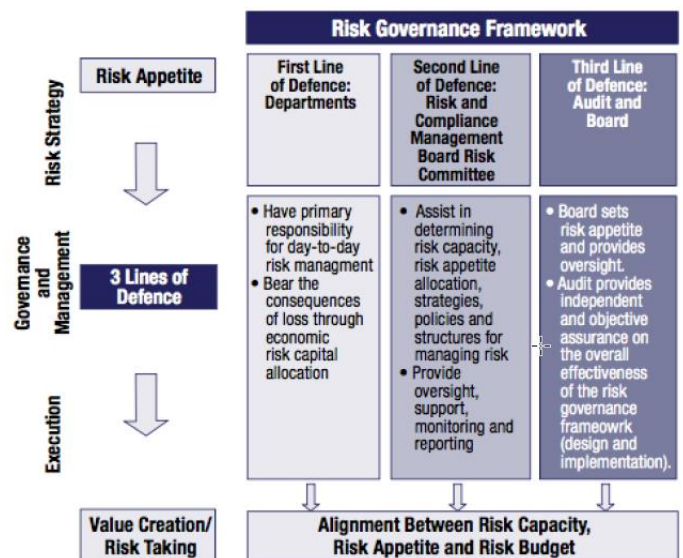 Risk Governance Framework
Risk Strategy
Risk Appetite
First Line
of Defence:
Departments
Second Line
of Defence:
Risk and
Compliance
Management
Board Risk
Committee
Third Line
of Defence:
Audit and
Board
Governance
and
Management
3 Lines of
Defence
• Have primary
responsibility
for day-to-day
risk managment
• Bear the
consequences
of loss through
economic
risk capital
allocation
• Assist in
determining
risk capacity,
risk appetite
allocation,
strategies,
policies and
structures for
managing risk
• Provide
oversight,
support,
monitoring and
reporting
• Board sets
risk appetite
and provides
oversight.
• Audit provides
independent
and objective
assurance on
the overall
effectiveness
of the risk
governance
frameowrk
(design and
implementation).
Execution
Value Creation/
Risk Taking
Alignment Between Risk Capacity,
Risk Appetite and Risk Budget